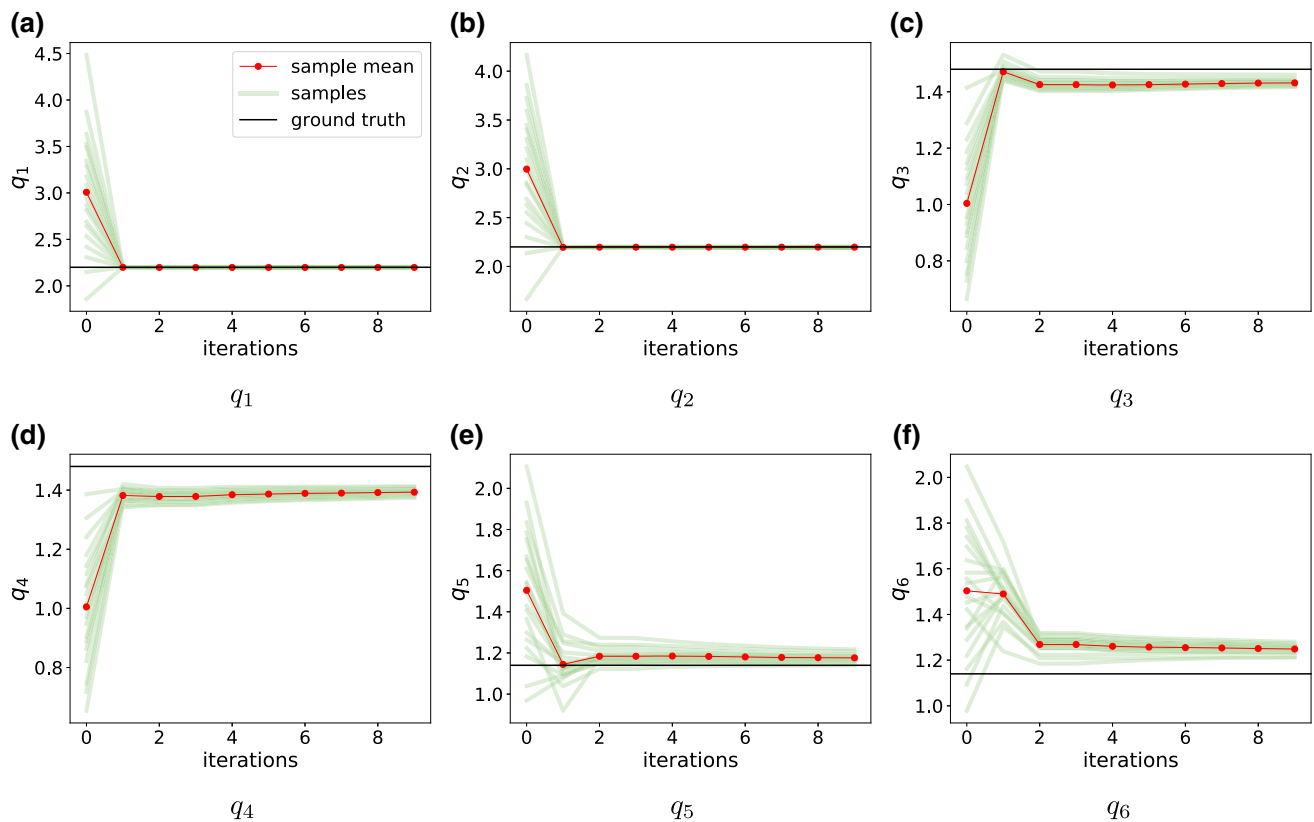 (a)
4.5
4.0
3.5
3.0
2.5
2.0
q1
sample mean
samples
ground truth
0 2 4 6 8
iterations
q1
(b)
4.0
3.5
3.0
2.5
2.0
q2
0 2 4 6 8
iterations
q2
(c)
1.4
1.2
1.0
0.8
q3
0 2 4 6 8
iterations
q3
(d)
1.4
1.2
1.0
0.8
q4
0 2 4 6 8
iterations
q4
(e)
2.0
1.8
1.6
1.4
1.2
1.0
q5
0 2 4 6 8
iterations
q5
(f)
2.0
1.8
1.6
1.4
1.2
1.0
q6
0 2 4 6 8
iterations
q6